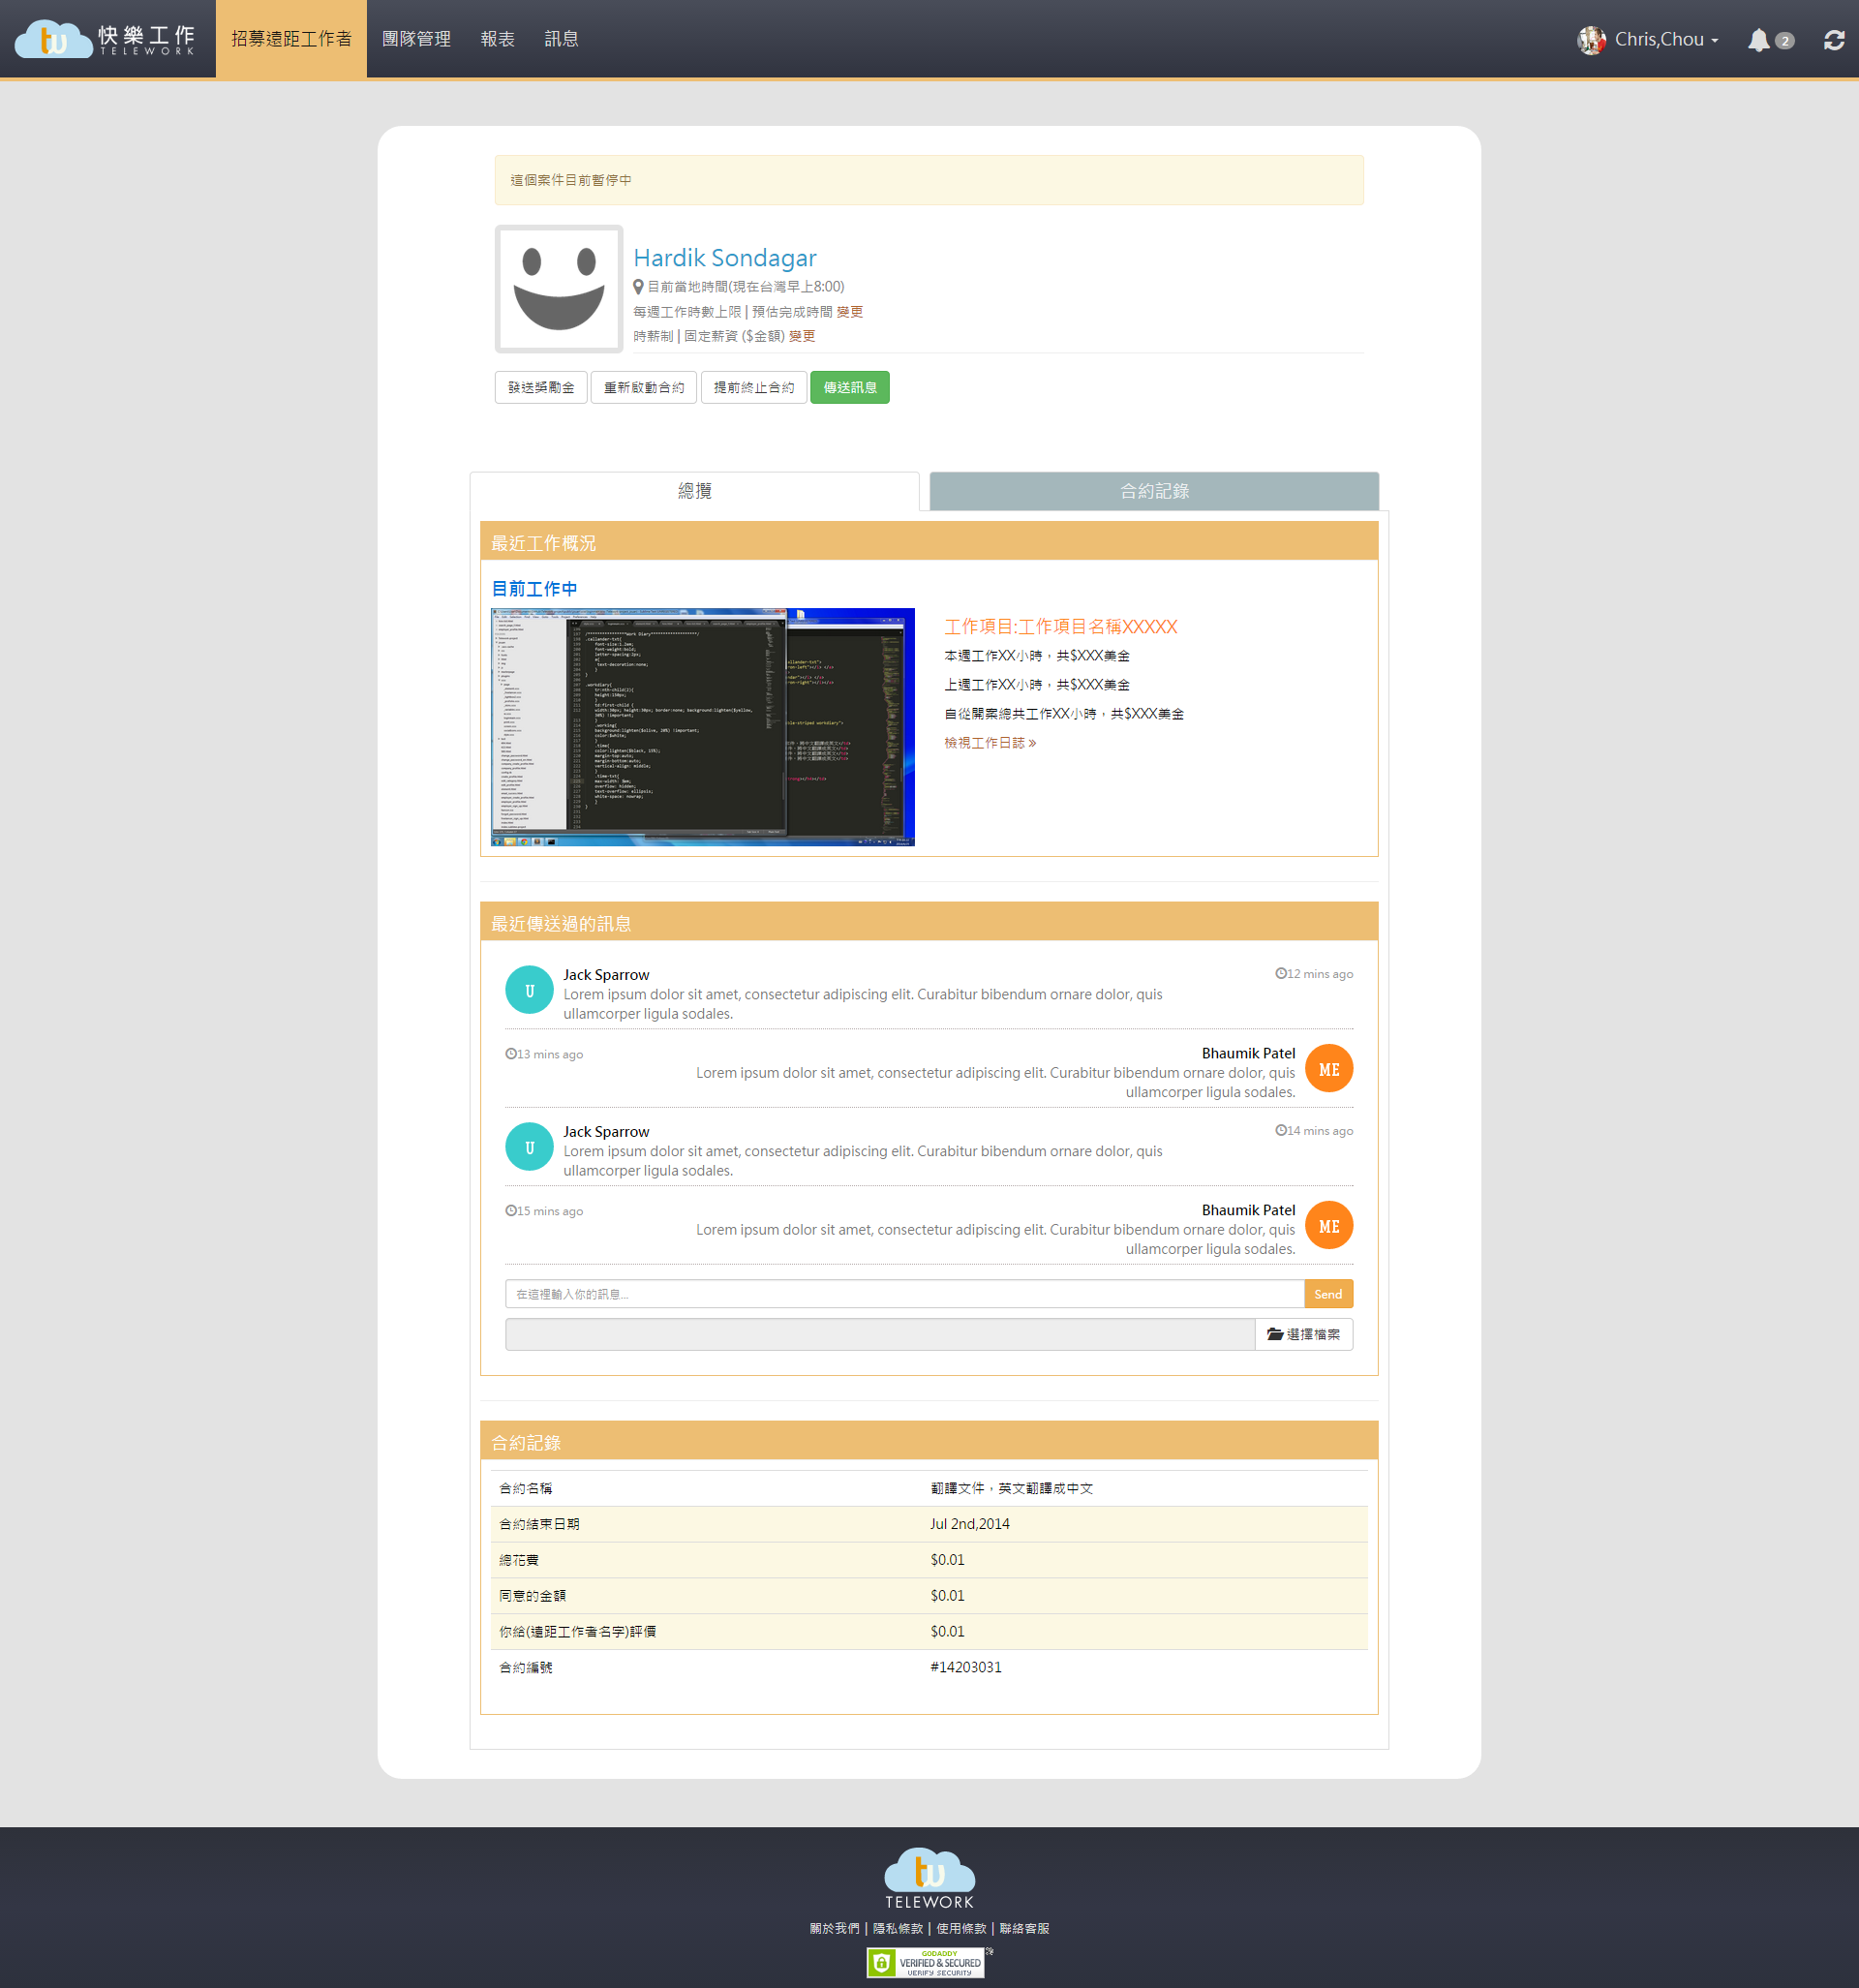 tw 快樂工作
TELEWORK
招募遠距工作者 團隊管理 報表 訊息
Chris,Chou 2
這個案件目前暫停中
Hardik Sondagar
目前當地時間(現在台灣早上8:00)
每週工作時數上限 | 預估完成時間 變更
時薪制 | 固定薪資 ($金額) 變更
發送獎勵金 重新啟動合約 提前終止合約 傳送訊息
總攬 合約記錄
最近工作概況
目前工作中
工作項目:工作項目名稱XXXXX
本週工作XX小時，共$XXX美金
上週工作XX小時，共$XXX美金
自從開案總共工作XX小時，共$XXX美金
檢視工作日誌 »
最近傳送過的訊息
U
Jack Sparrow
12 mins ago
Lorem ipsum dolor sit amet, consectetur adipiscing elit. Curabitur bibendum ornare dolor, quis
ullamcorper ligula sodales.
13 mins ago
Bhaumik Patel
ME
Lorem ipsum dolor sit amet, consectetur adipiscing elit. Curabitur bibendum ornare dolor, quis
ullamcorper ligula sodales.
U
Jack Sparrow
14 mins ago
Lorem ipsum dolor sit amet, consectetur adipiscing elit. Curabitur bibendum ornare dolor, quis
ullamcorper ligula sodales.
15 mins ago
Bhaumik Patel
ME
Lorem ipsum dolor sit amet, consectetur adipiscing elit. Curabitur bibendum ornare dolor, quis
ullamcorper ligula sodales.
在這裡輸入你的訊息... Send
選擇檔案
合約記錄
合約名稱 翻譯文件，英文翻譯成中文
合約結束日期 Jul 2nd,2014
總花費 $0.01
同意的金額 $0.01
你給(遠距工作者名字)評價 $0.01
合約編號 #14203031
tw
TELEWORK
關於我們 | 隱私條款 | 使用條款 | 聯絡客服
GODADDY
VERIFIED & SECURED
VERIFY SECURITY